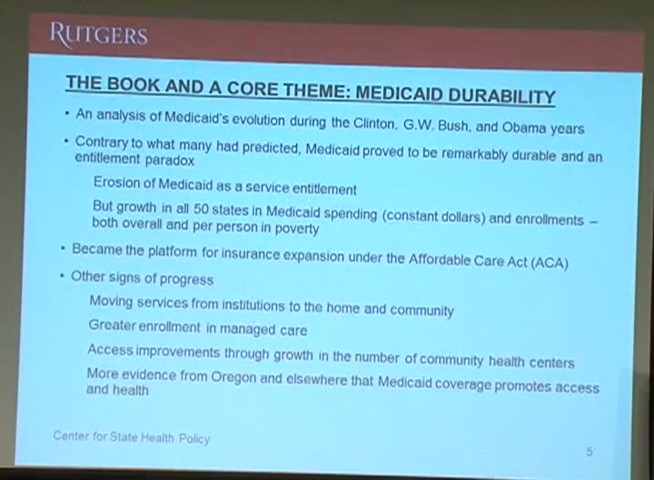 RUTGERS
THE BOOK AND A CORE THEME: MEDICAID DURABILITY
• An analysis of Medicaid's evolution during the Clinton, G.W. Bush, and Obama years
• Contrary to what many had predicted, Medicaid proved to be remarkably durable and an
entitlement paradox
Erosion of Medicaid as a service entitlement
But growth in all 50 states in Medicaid spending (constant dollars) and enrollments –
both overall and per person in poverty
• Became the platform for insurance expansion under the Affordable Care Act (ACA)
• Other signs of progress
Moving services from institutions to the home and community
Greater enrollment in managed care
Access improvements through growth in the number of community health centers
More evidence from Oregon and elsewhere that Medicaid coverage promotes access
and health
Center for State Health Policy
5